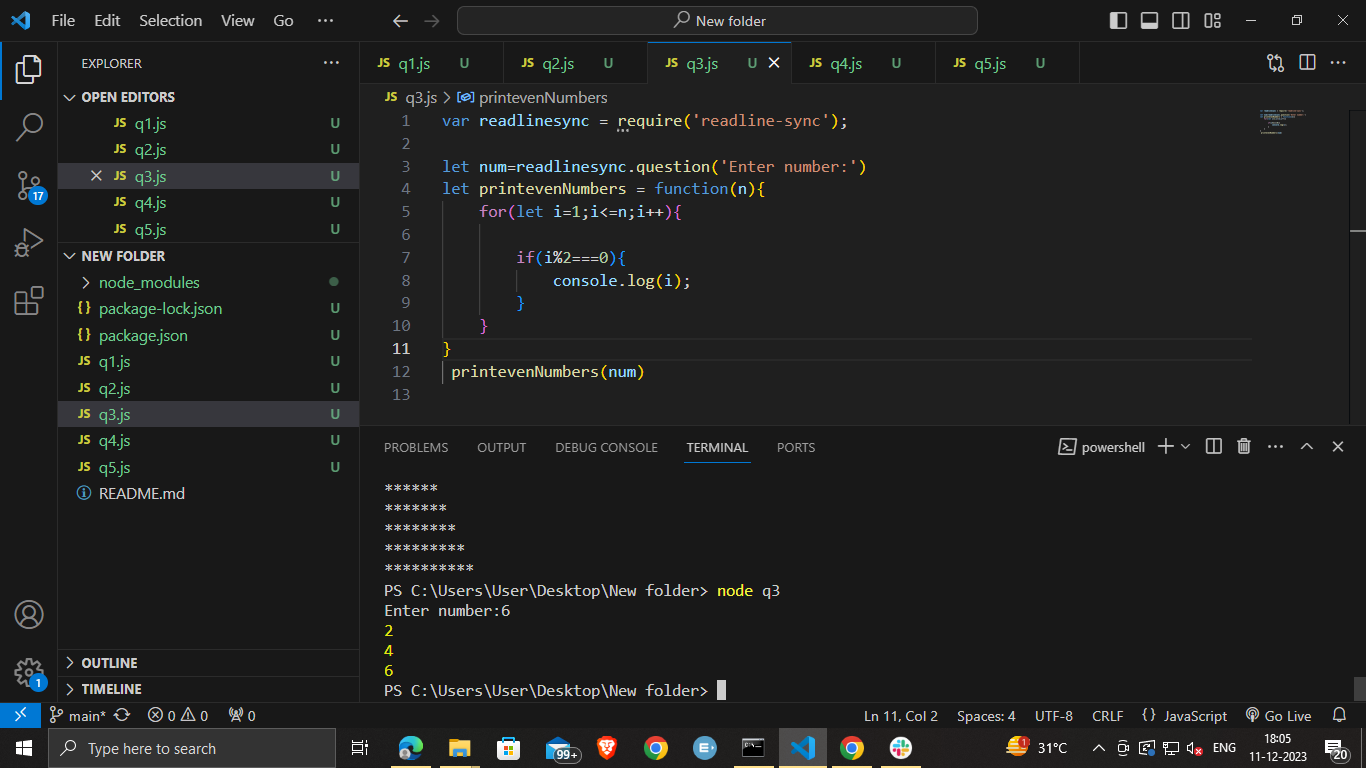 File Edit Selection View Go ··· New folder
EXPLORER ···
OPEN EDITORS
JS q1.js U
JS q2.js U
JS q3.js U
JS q4.js U
JS q5.js U
NEW FOLDER
node_modules
{} package-lock.json U
{} package.json U
JS q1.js U
JS q2.js U
JS q3.js U
JS q4.js U
JS q5.js U
README.md
OUTLINE
TIMELINE
17
1
JS q1.js U JS q2.js U JS q3.js U JS q4.js U JS q5.js U
JS q3.js > printevenNumbers
1 var readlinesync = require('readline-sync');
2
3 let num=readlinesync.question('Enter number:')
4 let printevenNumbers = function(n){
5 for(let i=1;i<=n;i++){
6
7 if(i%2===0){
8 console.log(i);
9 }
10 }
11 }
12 printevenNumbers(num)
13
PROBLEMS OUTPUT DEBUG CONSOLE TERMINAL PORTS powershell
******
*******
********
*********
**********
PS C:\Users\User\Desktop\New folder> node q3
Enter number:6
2
4
6
PS C:\Users\User\Desktop\New folder>
main* 0 0 0 Ln 11, Col 2 Spaces: 4 UTF-8 CRLF {} JavaScript Go Live
Type here to search 99+ 1 31°C ENG 18:05
11-12-2023
20